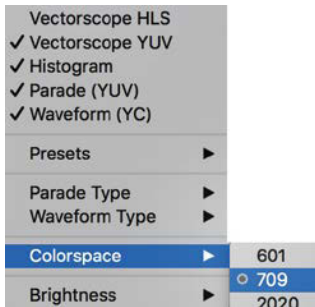 Vectorscope HLS
✓ Vectorscope YUV
✓ Histogram
✓ Parade (YUV)
✓ Waveform (YC)
Presets
Parade Type
Waveform Type
Colorspace
601
709
Brightness
2020